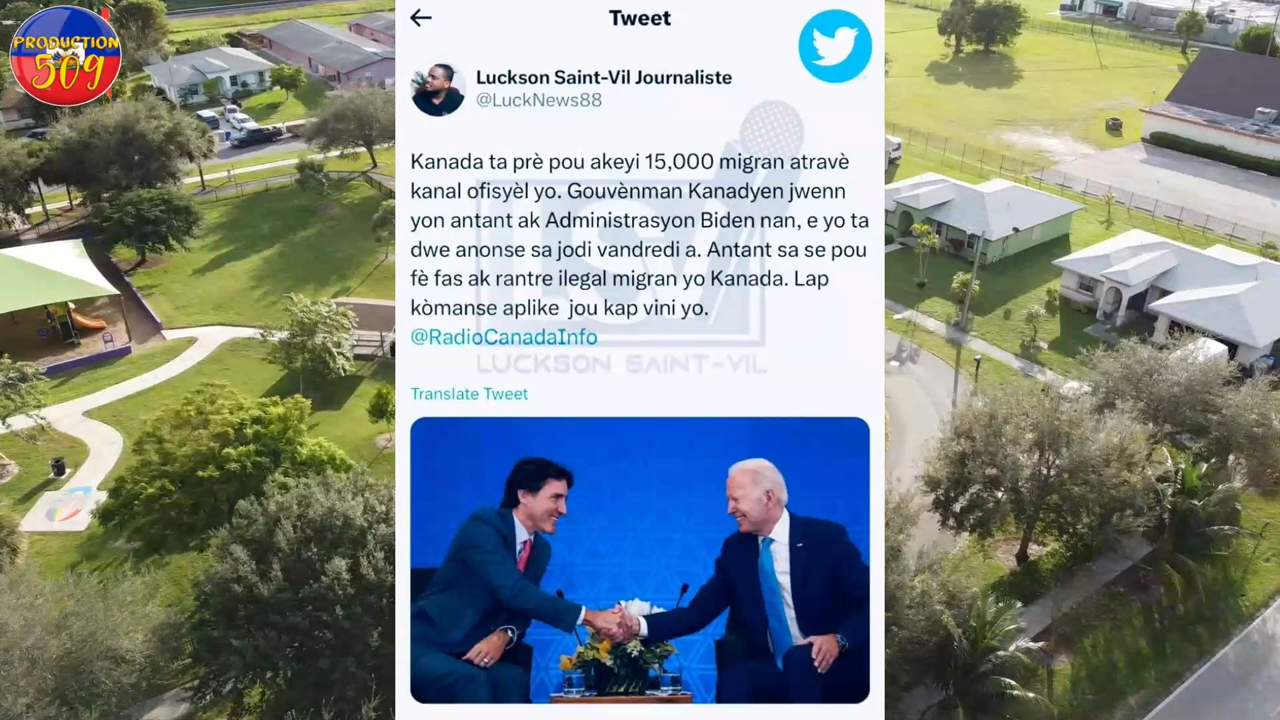 PRODUCTION
509
Tweet
Luckson Saint-Vil Journaliste
@LuckNews88
Kanada ta prè pou akeyi 15,000 migran atravè
kanal ofisyèl yo. Gouvènman Kanadyen jwenn
yon antant ak Administrasyon Biden nan, e yo ta
dwe anonse sa jodi vandredi a. Antant sa se pou
fè fas ak rantre ilegal migran yo Kanada. Lap
kòmanse aplike jou kap vini yo.
@RadioCanadaInfo
LUCKSON SAINT-VIL
Translate Tweet